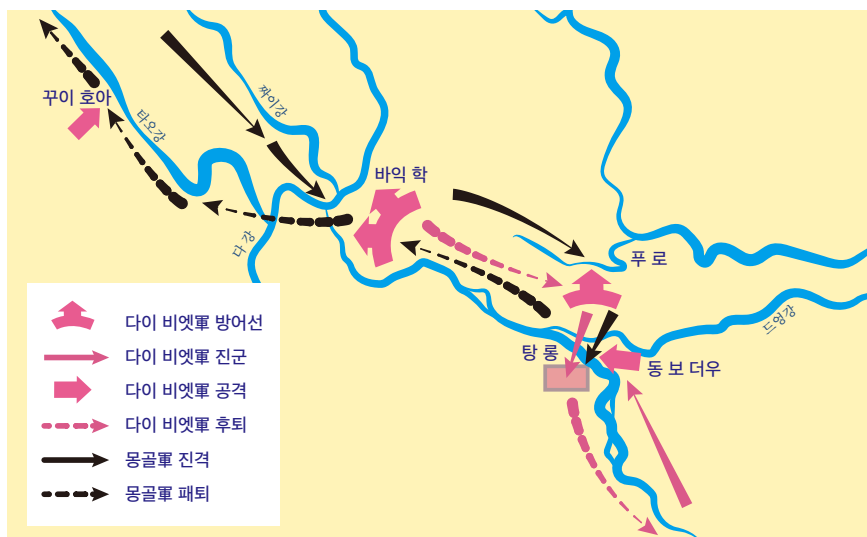 꾸이 호아
타오강
짜이강
바익 학
다 강
푸 로
드엉강
탕 롱
동 보 더우
다이 비엣軍 방어선
다이 비엣軍 진군
다이 비엣軍 공격
다이 비엣軍 후퇴
몽골軍 진격
몽골軍 패퇴